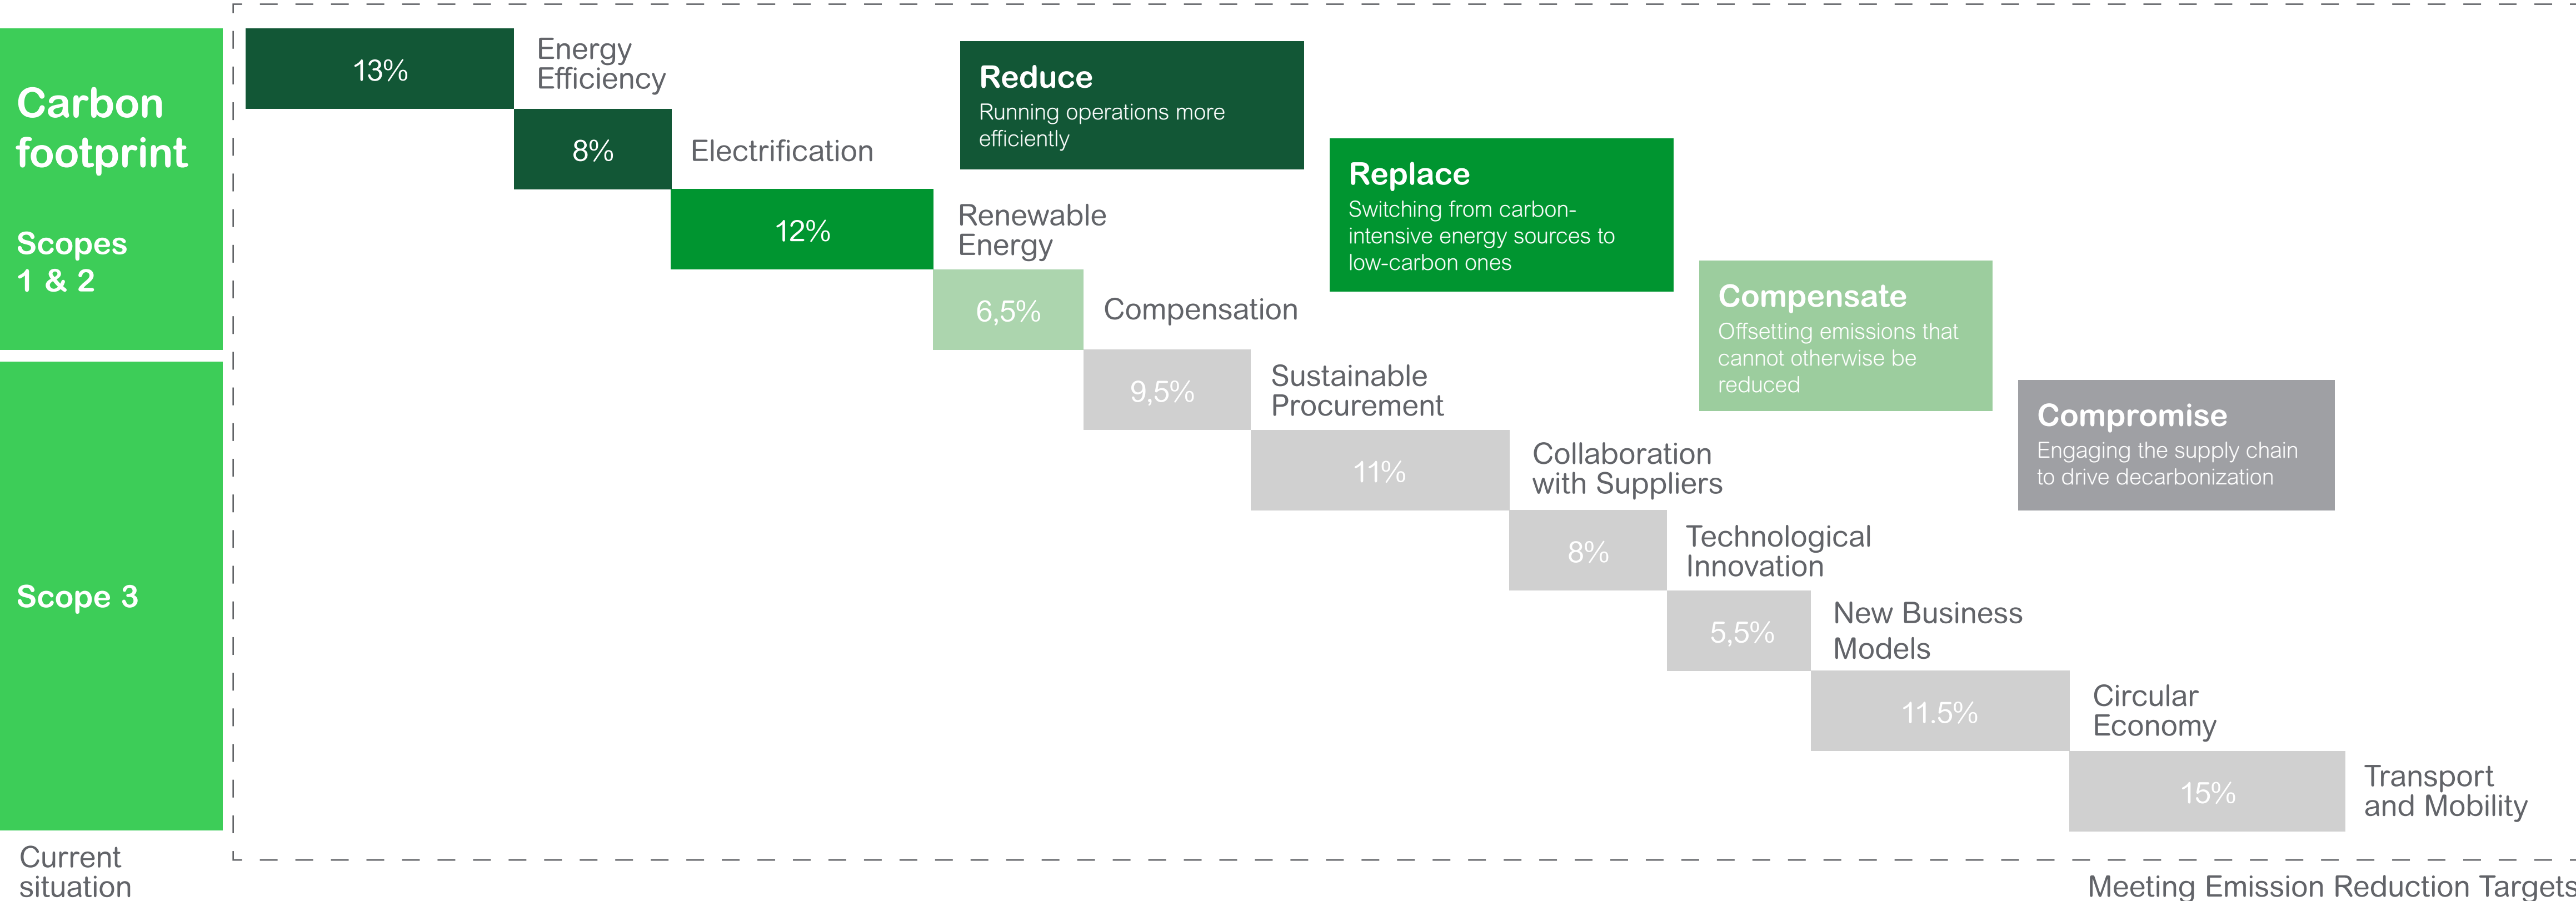 Carbon
footprint
Scopes
1 & 2
Scope 3
Current
situation
13%
Energy
Efficiency
8%
Electrification
12%
Renewable
Energy
6,5%
Compensation
9,5%
Sustainable
Procurement
11%
Collaboration
with Suppliers
8%
Technological
Innovation
5,5%
New Business
Models
11.5%
Circular
Economy
15%
Transport
and Mobility
Reduce
Running operations more
efficiently
Replace
Switching from carbon-
intensive energy sources to
low-carbon ones
Compensate
Offsetting emissions that
cannot otherwise be
reduced
Compromise
Engaging the supply chain
to drive decarbonization
Meeting Emission Reduction Targets